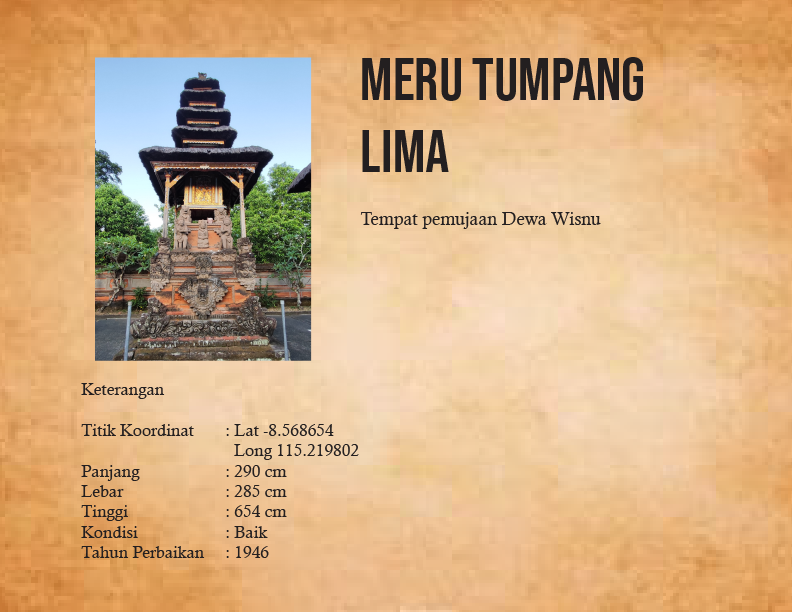 MERU TUMPANG
LIMA
Tempat pemujaan Dewa Wisnu
Keterangan
Titik Koordinat : Lat -8.568654
Long 115.219802
Panjang : 290 cm
Lebar : 285 cm
Tinggi : 654 cm
Kondisi : Baik
Tahun Perbaikan : 1946